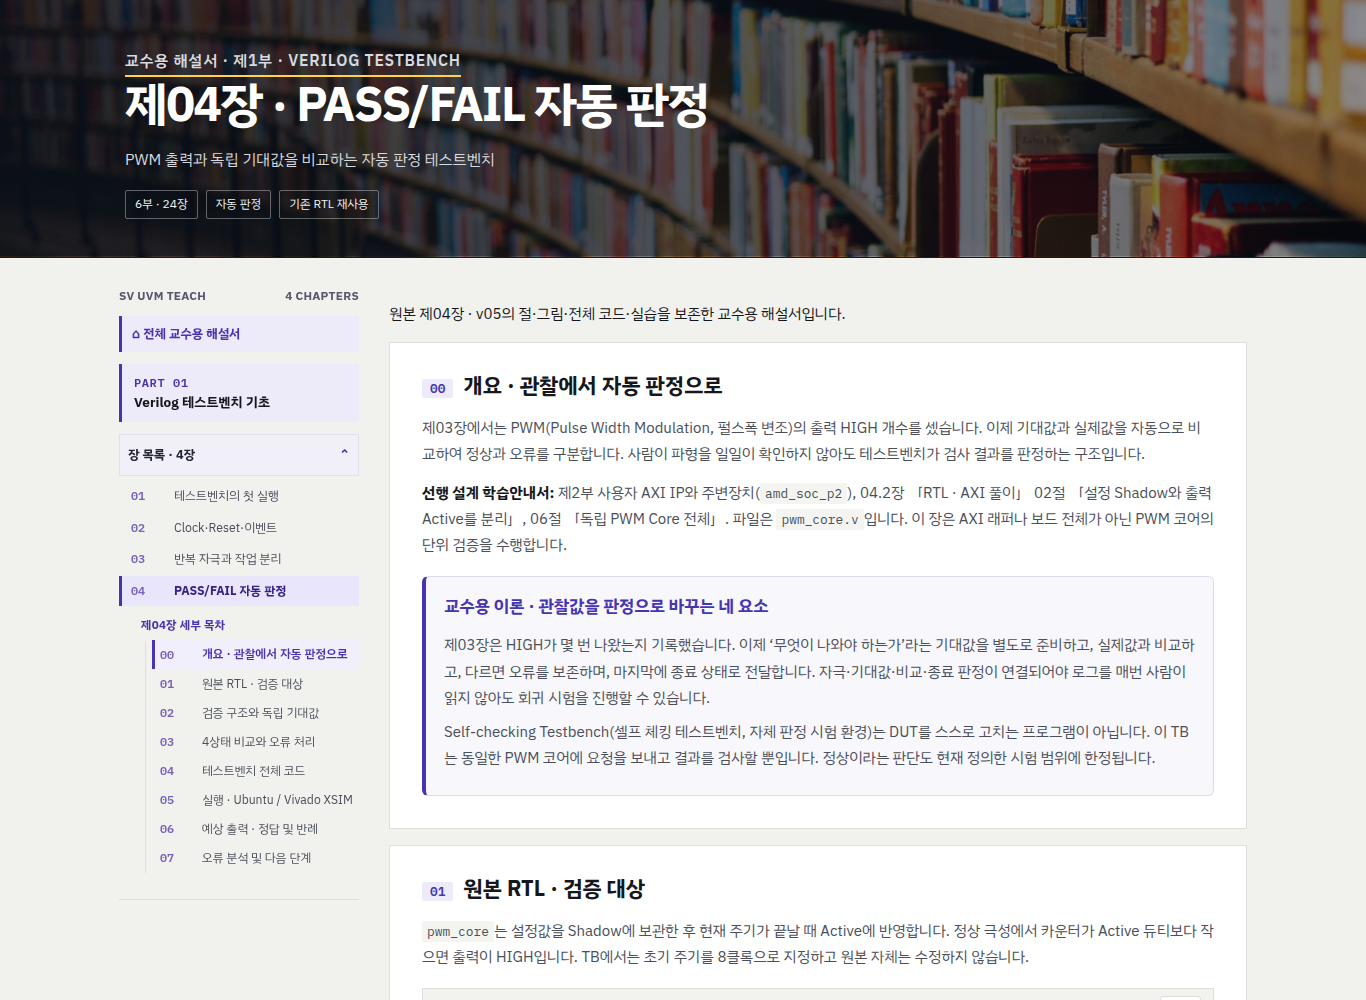 교수용 해설서 · 제1부 · VERILOG TESTBENCH
제04장 · PASS/FAIL 자동 판정
PWM 출력과 독립 기대값을 비교하는 자동 판정 테스트벤치
6부 · 24장
자동 판정
기존 RTL 재사용
SV UVM TEACH
4 CHAPTERS
⌂ 전체 교수용 해설서
PART 01
Verilog 테스트벤치 기초
장 목록 · 4장
01 테스트벤치의 첫 실행
02 Clock·Reset·이벤트
03 반복 자극과 작업 분리
04 PASS/FAIL 자동 판정
제04장 세부 목차
00 개요 · 관찰에서 자동 판정으로
01 원본 RTL · 검증 대상
02 검증 구조와 독립 기대값
03 4상태 비교와 오류 처리
04 테스트벤치 전체 코드
05 실행 · Ubuntu / Vivado XSIM
06 예상 출력 · 정답 및 반례
07 오류 분석 및 다음 단계
원본 제04장 · v05의 절·그림·전체 코드·실습을 보존한 교수용 해설서입니다.
00 개요 · 관찰에서 자동 판정으로
제03장에서는 PWM(Pulse Width Modulation, 펄스폭 변조)의 출력 HIGH 개수를 셌습니다. 이제 기대값과 실제값을 자동으로 비
교하여 정상과 오류를 구분합니다. 사람이 파형을 일일이 확인하지 않아도 테스트벤치가 검사 결과를 판정하는 구조입니다.
선행 설계 학습안내서: 제2부 사용자 AXI IP와 주변장치(amd_soc_p2), 04.2장 「RTL · AXI 풀이」 02절 「설정 Shadow와 출력
Active를 분리」, 06절 「독립 PWM Core 전체」. 파일은 pwm_core.v입니다. 이 장은 AXI 래퍼나 보드 전체가 아닌 PWM 코어의
단위 검증을 수행합니다.
교수용 이론 · 관찰값을 판정으로 바꾸는 네 요소
제03장은 HIGH가 몇 번 나왔는지 기록했습니다. 이제 ‘무엇이 나와야 하는가’라는 기대값을 별도로 준비하고, 실제값과 비교하
고, 다르면 오류를 보존하며, 마지막에 종료 상태로 전달합니다. 자극·기대값·비교·종료 판정이 연결되어야 로그를 매번 사람이
읽지 않아도 회귀 시험을 진행할 수 있습니다.
Self-checking Testbench(셀프 체킹 테스트벤치, 자체 판정 시험 환경)는 DUT를 스스로 고치는 프로그램이 아닙니다. 이 TB
는 동일한 PWM 코어에 요청을 보내고 결과를 검사할 뿐입니다. 정상이라는 판단도 현재 정의한 시험 범위에 한정됩니다.
01 원본 RTL · 검증 대상
pwm_core는 설정값을 Shadow에 보관한 후 현재 주기가 끝날 때 Active에 반영합니다. 정상 극성에서 카운터가 Active 듀티보다 작
으면 출력이 HIGH입니다. TB에서는 초기 주기를 8클록으로 지정하고 원본 자체는 수정하지 않습니다.